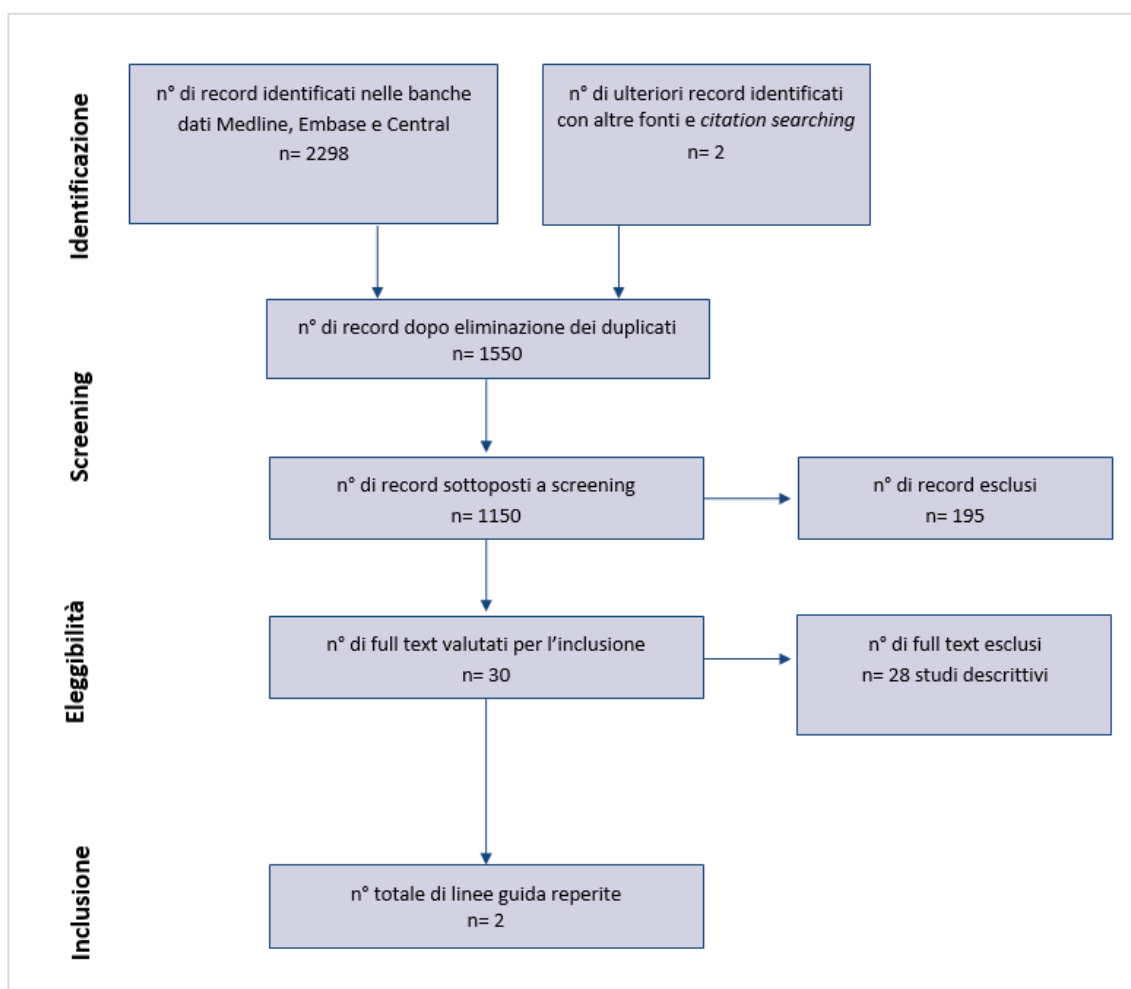 Identificazione
n° di record identificati nelle banche
dati Medline, Embase e Central
n= 2298
n° di ulteriori record identificati
con altre fonti e citation searching
n= 2
Screening
n° di record dopo eliminazione dei duplicati
n= 1550
n° di record sottoposti a screening
n= 1150
n° di record esclusi
n= 195
Eleggibilità
n° di full text valutati per l’inclusione
n= 30
n° di full text esclusi
n= 28 studi descrittivi
Inclusione
n° totale di linee guida reperite
n= 2